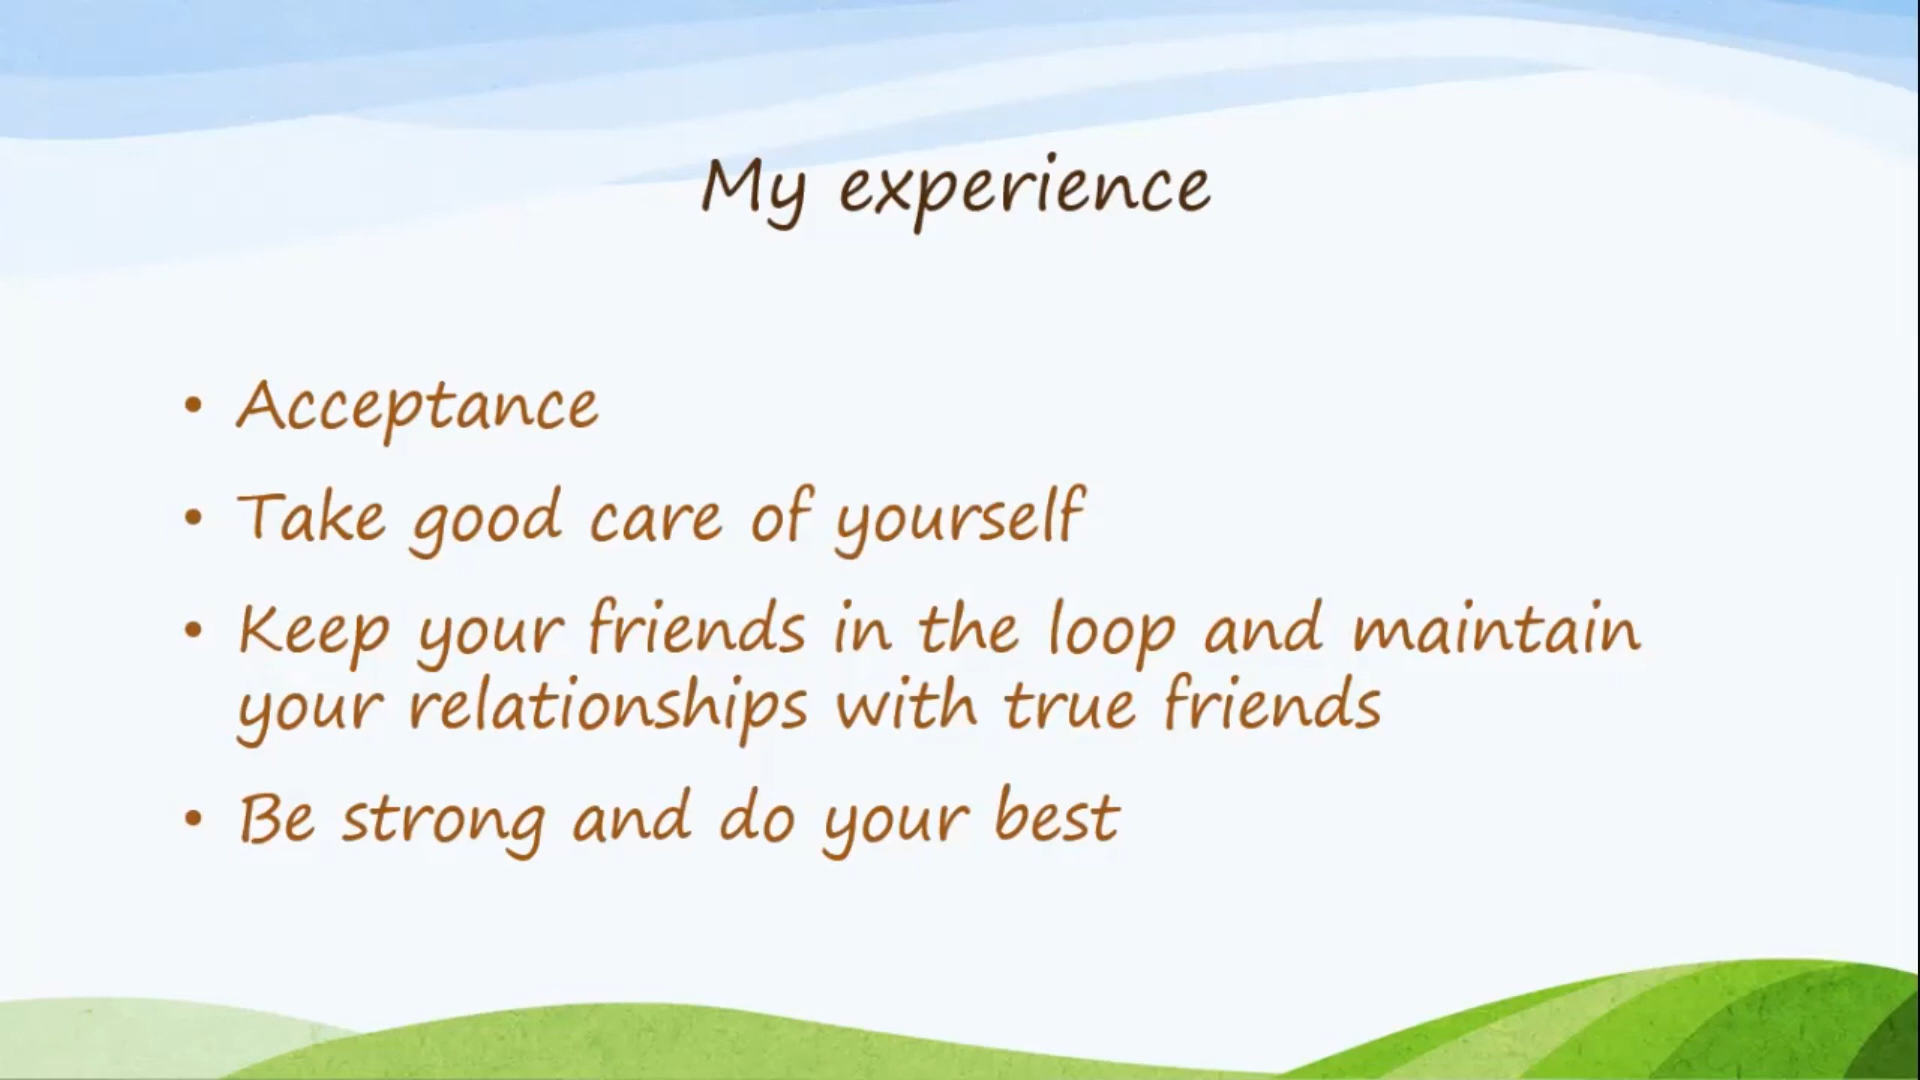 My experience
• Acceptance
• Take good care of yourself
• Keep your friends in the loop and maintain
your relationships with true friends
• Be strong and do your best